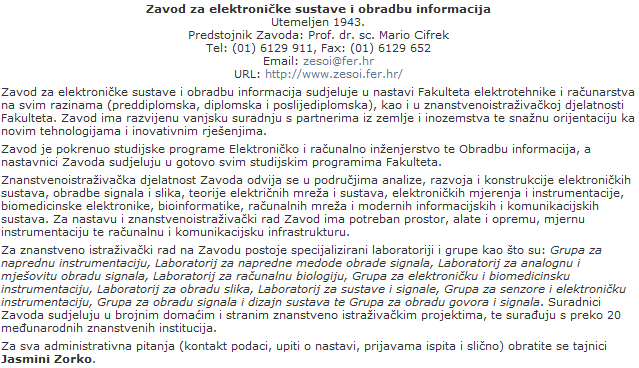 Zavod za elektroničke sustave i obradbu informacija
Utemeljen 1943.
Predstojnik Zavoda: Prof. dr. sc. Mario Cifrek
Tel: (01) 6129 911, Fax: (01) 6129 652
Email: zesoi@fer.hr
URL: http://www.zesoi.fer.hr/
Zavod za elektroničke sustave i obradbu informacija sudjeluje u nastavi Fakulteta elektrotehnike i računarstva
na svim razinama (preddiplomska, diplomska i poslijediplomska), kao i u znanstvenoistraživačkoj djelatnosti
Fakulteta. Zavod ima razvijenu vanjsku suradnju s partnerima iz zemlje i inozemstva te snažnu orijentaciju ka
novim tehnologijama i inovativnim rješenjima.
Zavod je pokrenuo studijske programe Elektroničko i računalno inženjerstvo te Obradbu informacija, a
nastavnici Zavoda sudjeluju u gotovo svim studijskim programima Fakulteta.
Znanstvenoistraživačka djelatnost Zavoda odvija se u područjima analize, razvoja i konstrukcije elektroničkih
sustava, obradbe signala i slika, teorije električnih mreža i sustava, elektroničkih mjerenja i instrumentacije,
biomedicinske elektronike, bioinformatike, računalnih mreža i modernih informacijskih i komunikacijskih
sustava. Za nastavu i znanstvenoistraživački rad Zavod ima potreban prostor, alate i opremu, mjernu
instrumentaciju te računalnu i komunikacijsku infrastrukturu.
Za znanstveno istraživački rad na Zavodu postoje specijalizirani laboratoriji i grupe kao što su: Grupa za
naprednu instrumentaciju, Laboratorij za napredne medode obrade signala, Laboratorij za analognu i
mješovitu obradu signala, Laboratorij za računalnu biologiju, Grupa za elektroničku i biomedicinsku
instrumentaciju, Laboratorij za obradu slika, Laboratorij za sustave i signale, Grupa za senzore i elektroničku
instrumentaciju, Grupa za obradu signala i dizajn sustava te Grupa za obradu govora i signala. Suradnici
Zavoda sudjeluju u brojnim domaćim i stranim znanstveno istraživačkim projektima, te surađuju s preko 20
međunarodnih znanstvenih institucija.
Za sva administrativna pitanja (kontakt podaci, upiti o nastavi, prijavama ispita i slično) obratite se tajnici
Jasmini Zorko.